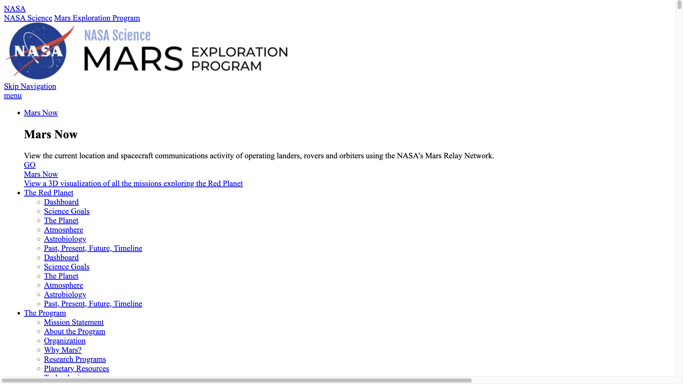 NASA
NASA Science Mars Exploration Program
NASA
NASA Science
MARS EXPLORATION PROGRAM
Skip Navigation
menu
Mars Now
Mars Now
View the current location and spacecraft communications activity of operating landers, rovers and orbiters using the NASA's Mars Relay Network.
GO
Mars Now
View a 3D visualization of all the missions exploring the Red Planet
The Red Planet
Dashboard
Science Goals
The Planet
Atmosphere
Astrobiology
Past, Present, Future, Timeline
Dashboard
Science Goals
The Planet
Atmosphere
Astrobiology
Past, Present, Future, Timeline
The Program
Mission Statement
About the Program
Organization
Why Mars?
Research Programs
Planetary Resources